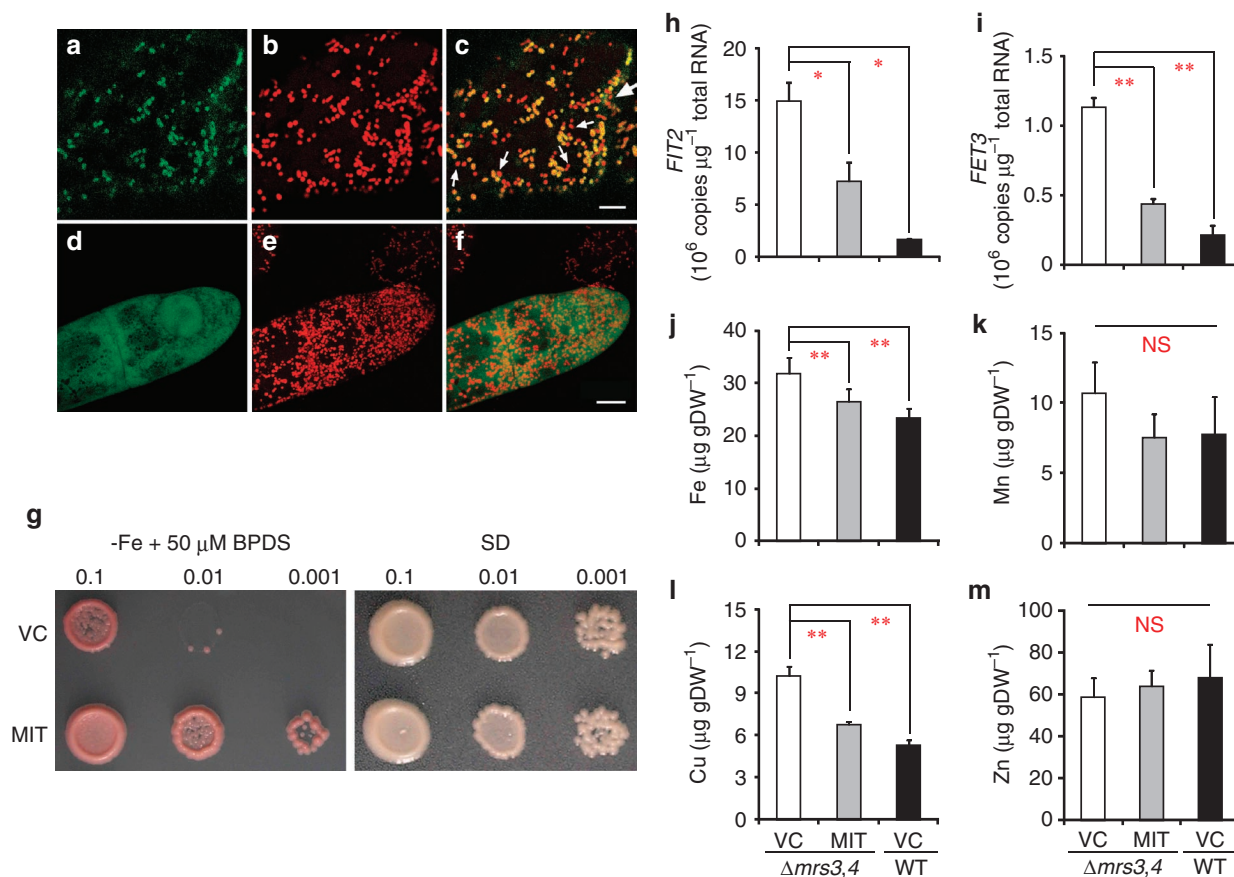 a
b
c
d
e
f
g
-Fe + 50 μM BPDS
SD
0.1 0.01 0.001
0.1 0.01 0.001
VC
MIT
h
FIT2
(10⁶ copies μg⁻¹ total RNA)
20
15
10
5
0
*
*
i
FET3
(10⁶ copies μg⁻¹ total RNA)
1.5
1.0
0.5
0
**
**
j
Fe (μg gDW⁻¹)
40
30
20
10
0
**
**
k
Mn (μg gDW⁻¹)
15
10
5
0
NS
l
Cu (μg gDW⁻¹)
15
12
9
6
3
0
**
**
VC MIT VC
Δmrs3,4 WT
m
Zn (μg gDW⁻¹)
100
80
60
40
20
0
NS
VC MIT VC
Δmrs3,4 WT